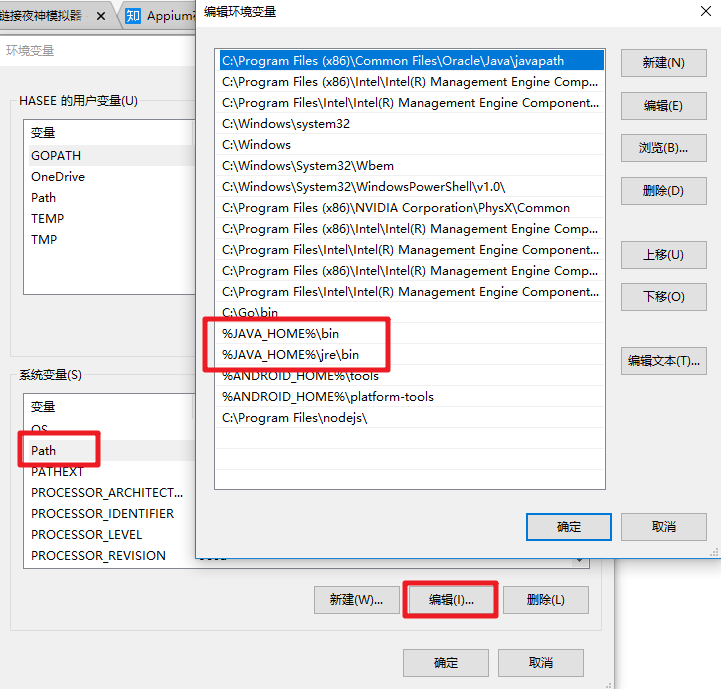 链接夜神模拟器
知 Appium
编辑环境变量
环境变量
HASEE 的用户变量(U)
变量
GOPATH
OneDrive
Path
TEMP
TMP
系统变量(S)
变量
OS
Path
PATHEXT
PROCESSOR_ARCHITECT...
PROCESSOR_IDENTIFIER
PROCESSOR_LEVEL
PROCESSOR_REVISION
新建(W)...
编辑(I)...
删除(L)
确定
取消
C:\Program Files (x86)\Common Files\Oracle\Java\javapath
C:\Program Files (x86)\Intel\Intel(R) Management Engine Comp...
C:\Program Files\Intel\Intel(R) Management Engine Component...
C:\Windows\system32
C:\Windows
C:\Windows\System32\Wbem
C:\Windows\System32\WindowsPowerShell\v1.0\
C:\Program Files (x86)\NVIDIA Corporation\PhysX\Common
C:\Program Files (x86)\Intel\Intel(R) Management Engine Comp...
C:\Program Files\Intel\Intel(R) Management Engine Component...
C:\Program Files (x86)\Intel\Intel(R) Management Engine Comp...
C:\Program Files\Intel\Intel(R) Management Engine Component...
C:\Go\bin
%JAVA_HOME%\bin
%JAVA_HOME%\jre\bin
%ANDROID_HOME%\tools
%ANDROID_HOME%\platform-tools
C:\Program Files\nodejs\
新建(N)
编辑(E)
浏览(B)...
删除(D)
上移(U)
下移(O)
编辑文本(T)...
确定
取消